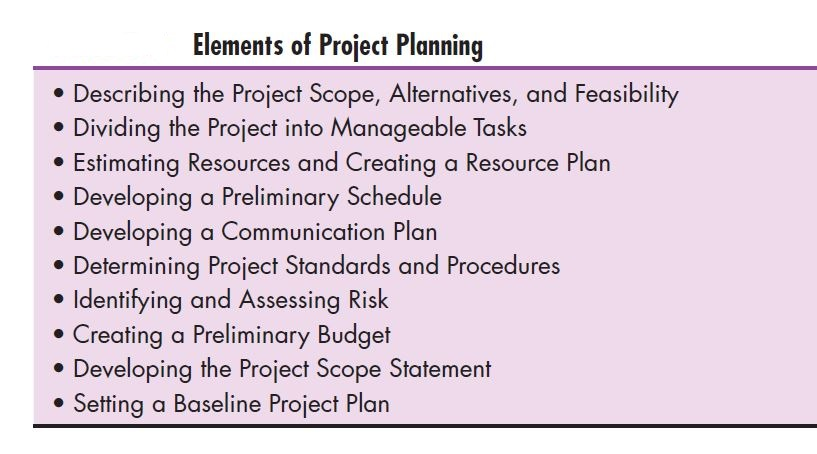 Elements of Project Planning
• Describing the Project Scope, Alternatives, and Feasibility
• Dividing the Project into Manageable Tasks
• Estimating Resources and Creating a Resource Plan
• Developing a Preliminary Schedule
• Developing a Communication Plan
• Determining Project Standards and Procedures
• Identifying and Assessing Risk
• Creating a Preliminary Budget
• Developing the Project Scope Statement
• Setting a Baseline Project Plan